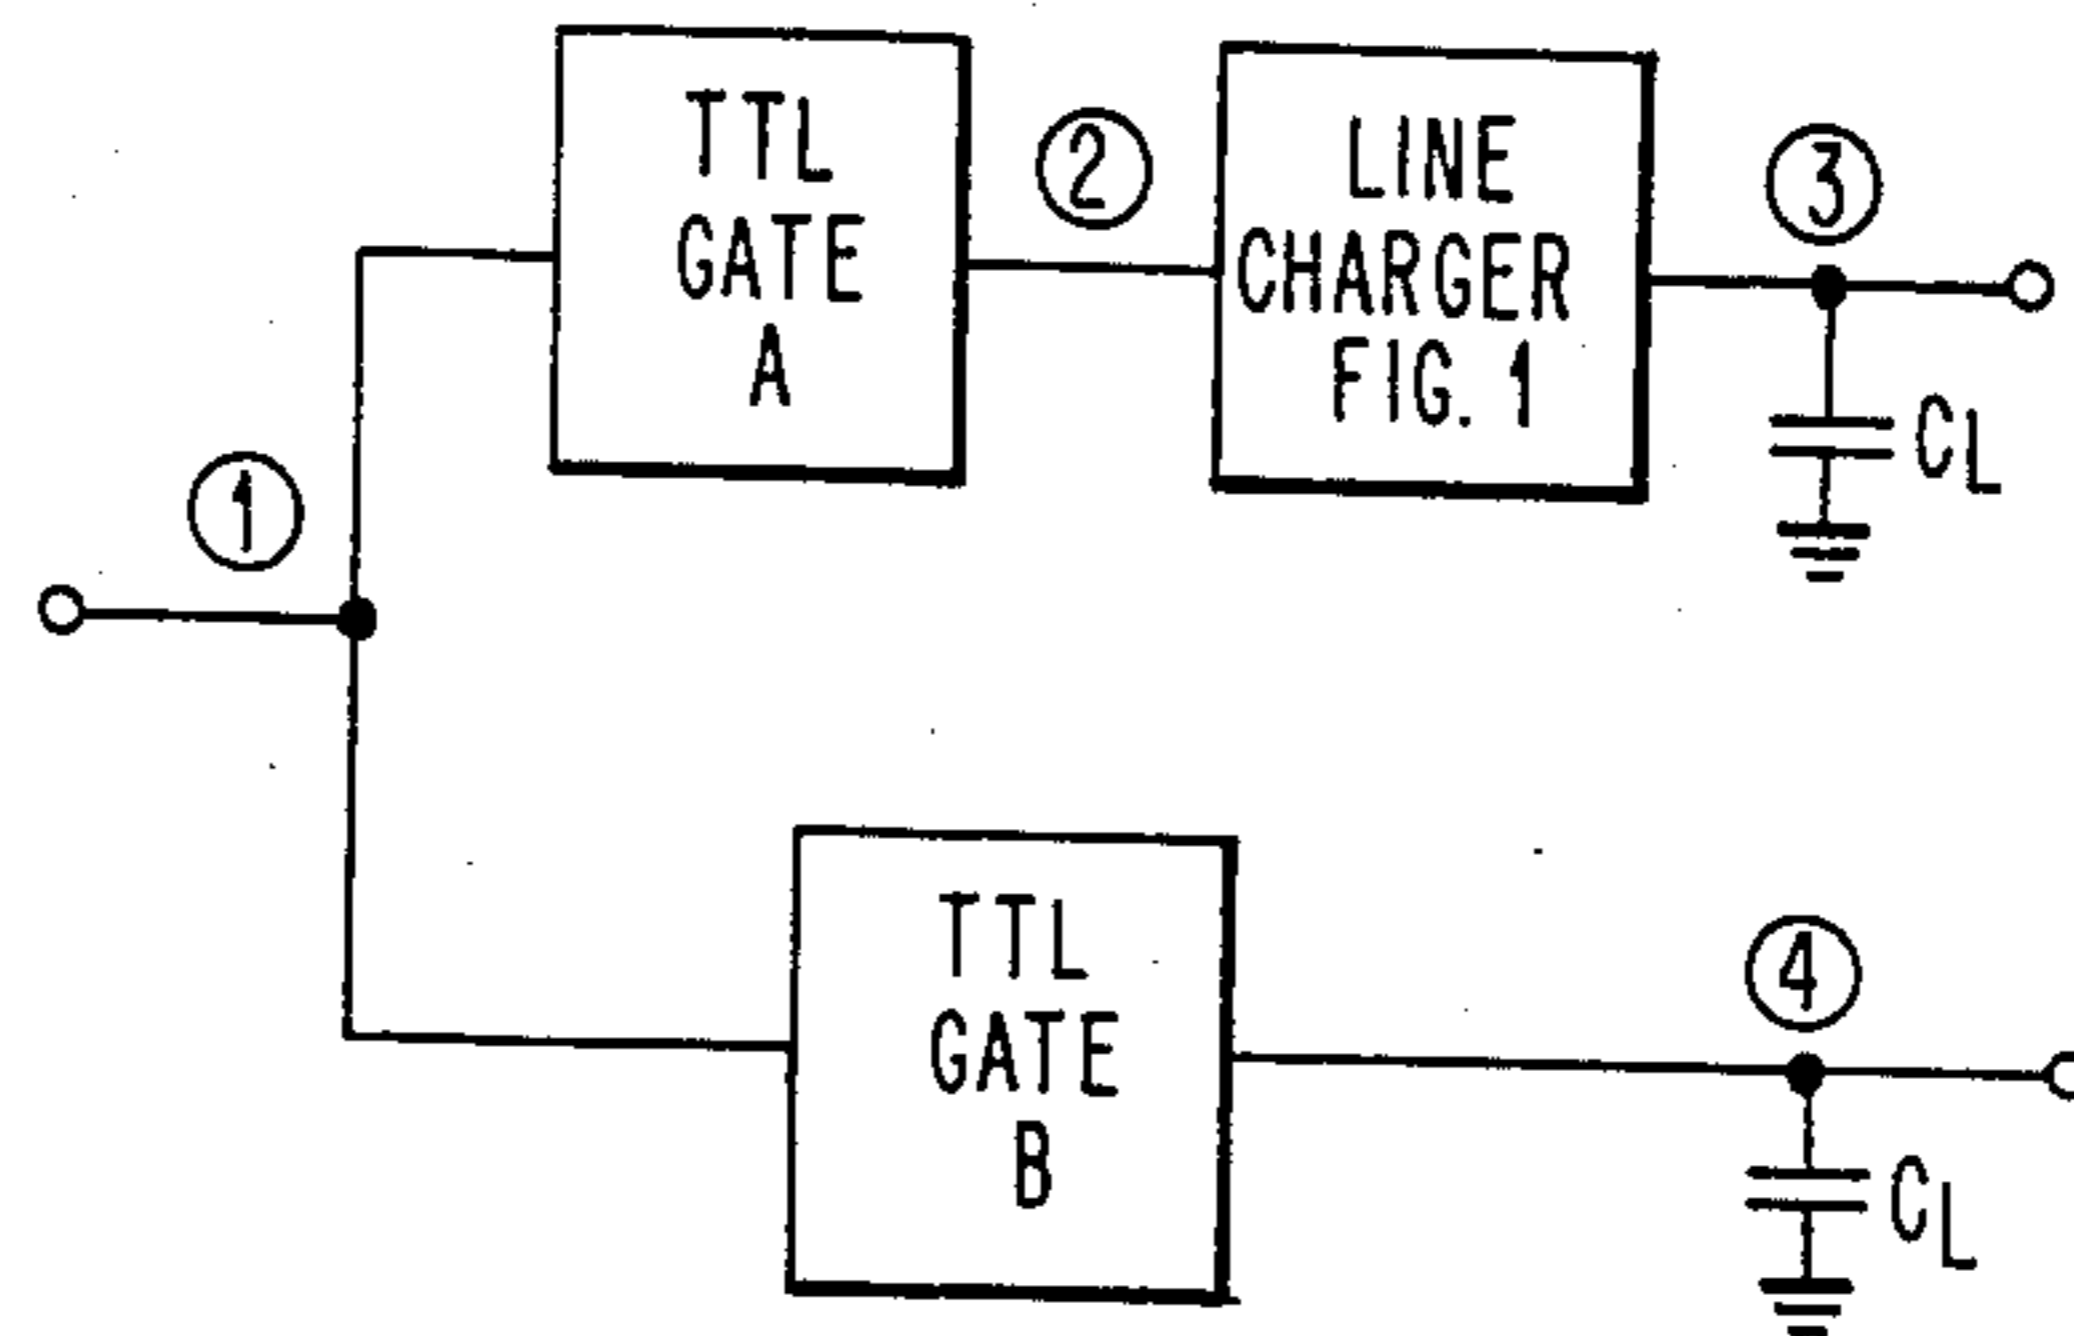 TTL
GATE
A
②
LINE
CHARGER
FIG. 1
③
CL
①
TTL
GATE
B
④
CL